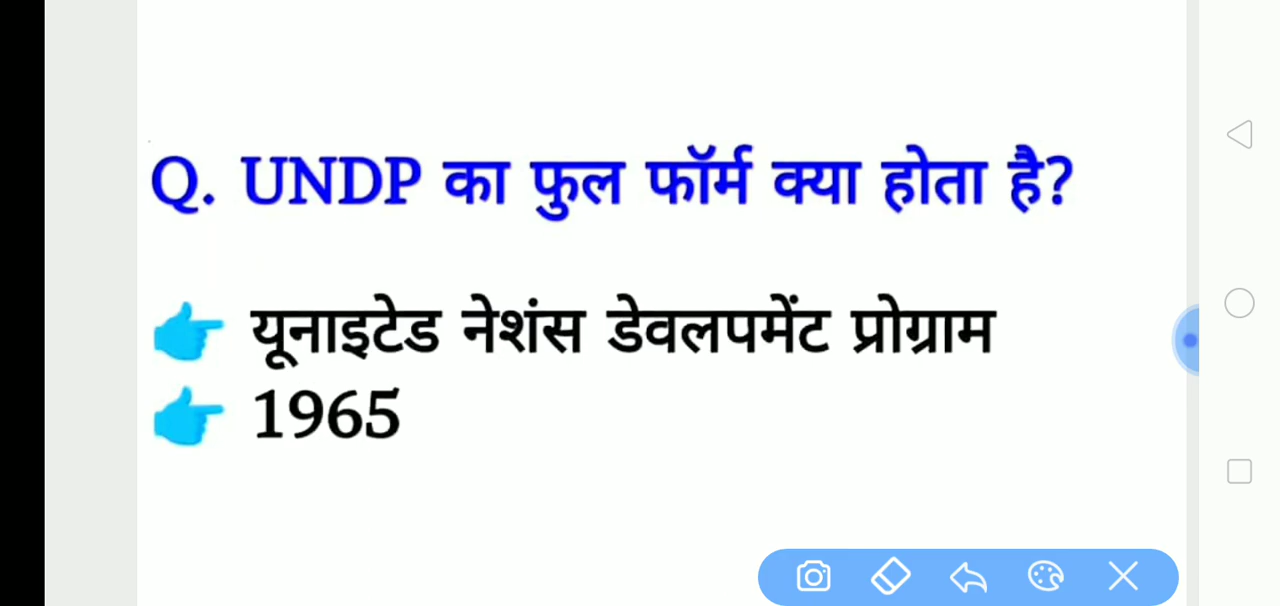 Q. UNDP का फुल फॉर्म क्या होता है?
👉 यूनाइटेड नेशंस डेवलपमेंट प्रोग्राम
👉 1965